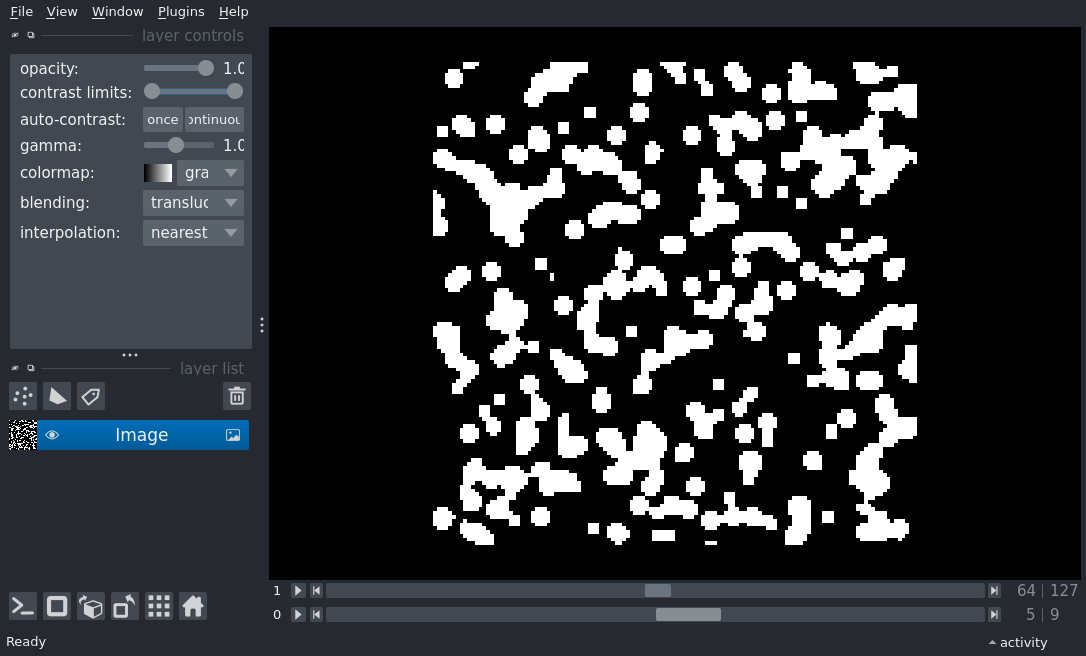 File View Window Plugins Help
layer controls
opacity: 1.0
contrast limits:
auto-contrast: once ontinuou
gamma: 1.0
colormap: gra
blending: transluc
interpolation: nearest
layer list
Image
1 64 | 127
0 5 | 9
Ready activity